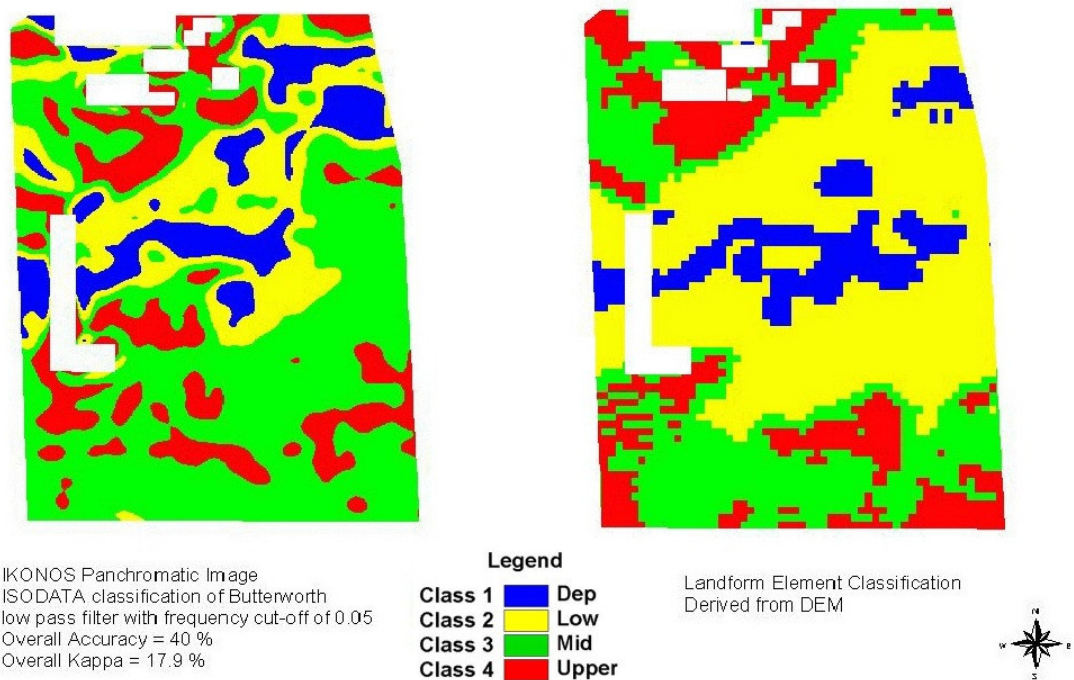 IKONOS Panchromatic Image
ISODATA classification of Butterworth
low pass filter with frequency cut-off of 0.05
Overall Accuracy = 40 %
Overall Kappa = 17.9 %
Legend
Class 1 Dep
Class 2 Low
Class 3 Mid
Class 4 Upper
Landform Element Classification
Derived from DEM
N
W E
S